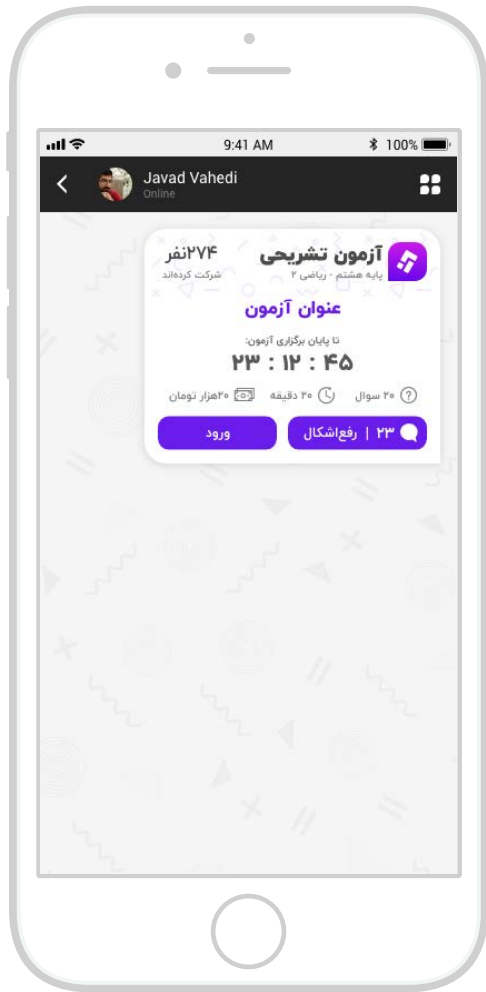 9:41 AM
100%
Javad Vahedi
Online
آزمون تشریحی
۲۷۴نفر
پایه هشتم - ریاضی ۲
شرکت کرده‌اند
عنوان آزمون
تا پایان برگزاری آزمون:
۲۳ : ۱۲ : ۴۵
۲۰ سوال
۲۰ دقیقه
۲۰هزار تومان
۲۳ | رفع‌اشکال
ورود